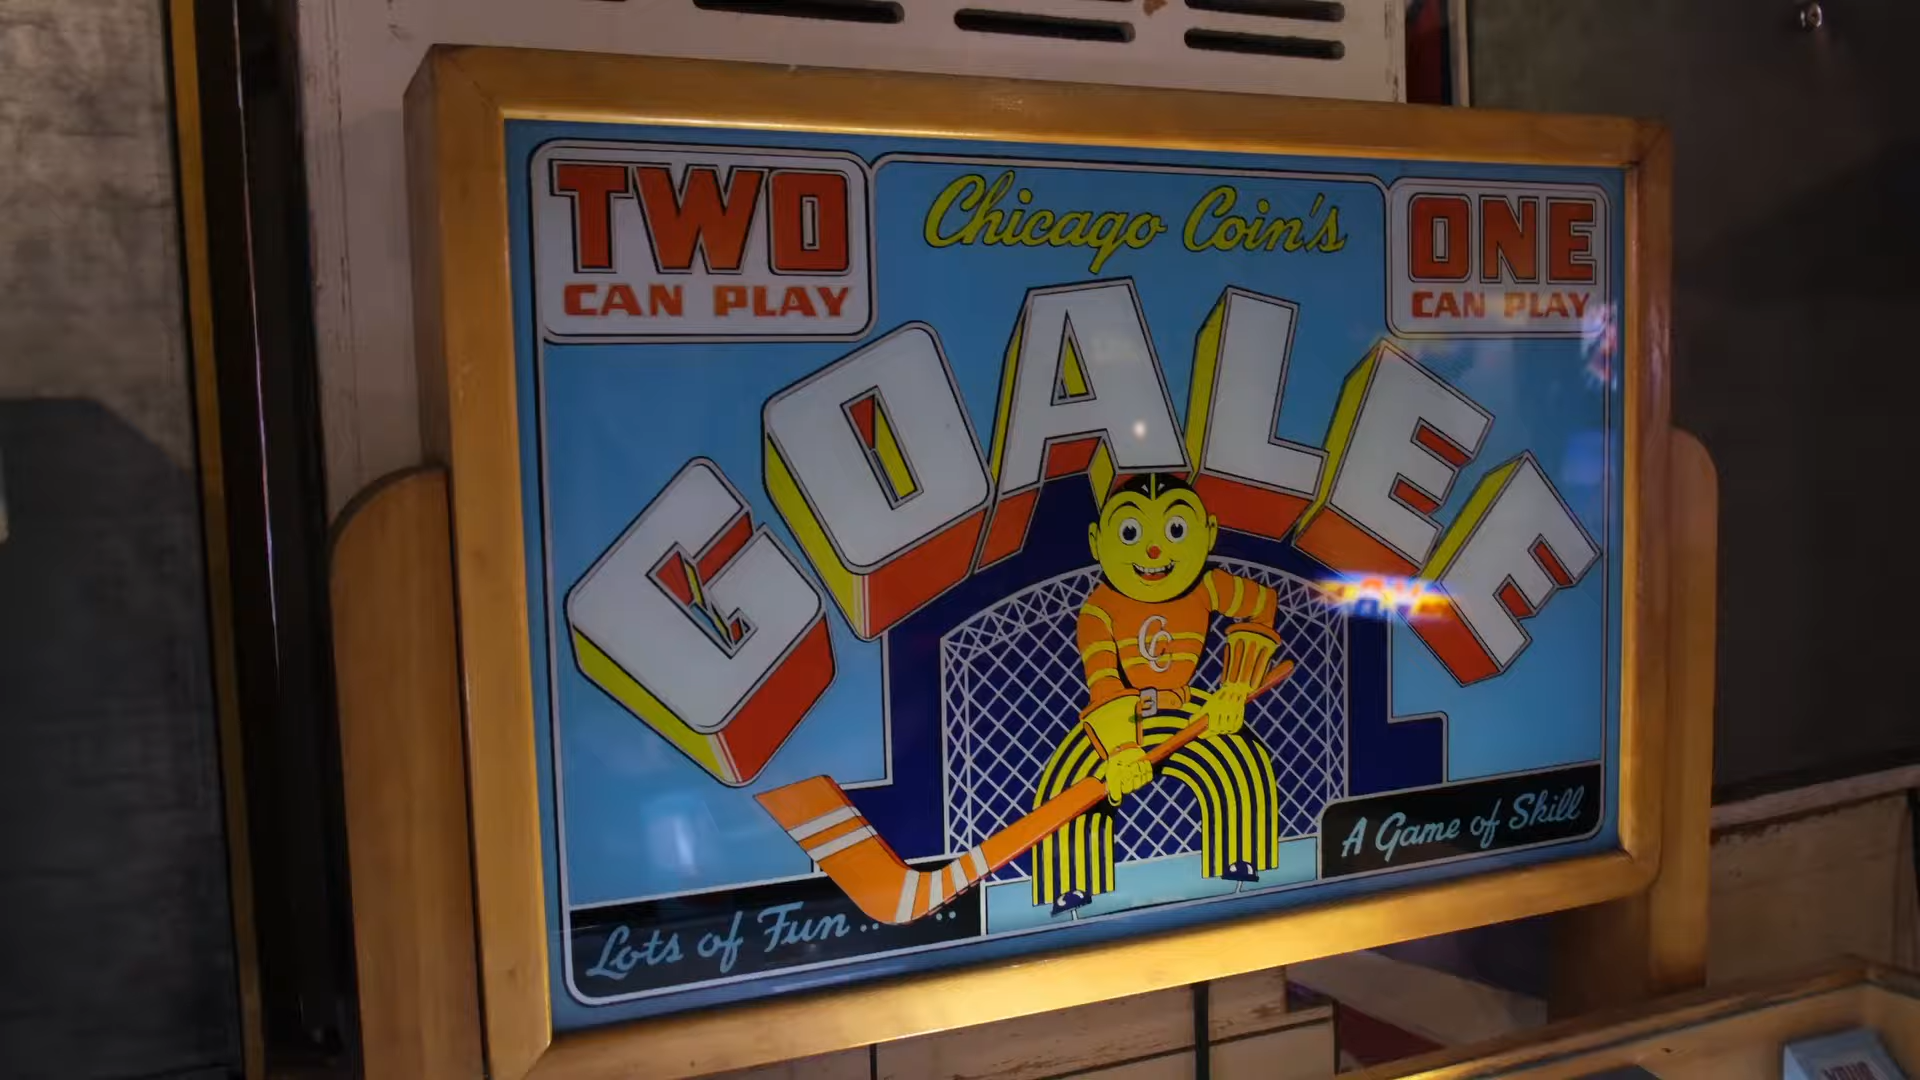 TWO
CAN PLAY
Chicago Coin's
ONE
CAN PLAY
GOALEE
CC
A Game of Skill
Lots of Fun....